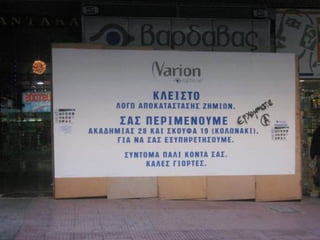 Βαρδαβας
Varion
ΚΛΕΙΣΤΟ
ΛΟΓΩ ΑΠΟΚΑΤΑΣΤΑΣΗΣ ΖΗΜΙΩΝ.
ΣΑΣ ΠΕΡΙΜΕΝΟΥΜΕ
ΑΚΑΔΗΜΙΑΣ 28 ΚΑΙ ΣΚΟΥΦΑ 19 (ΚΟΛΩΝΑΚΙ).
ΓΙΑ ΝΑ ΣΑΣ ΕΞΥΠΗΡΕΤΗΣΟΥΜΕ.
ΣΥΝΤΟΜΑ ΠΑΛΙ ΚΟΝΤΑ ΣΑΣ.
ΚΑΛΕΣ ΓΙΟΡΤΕΣ.